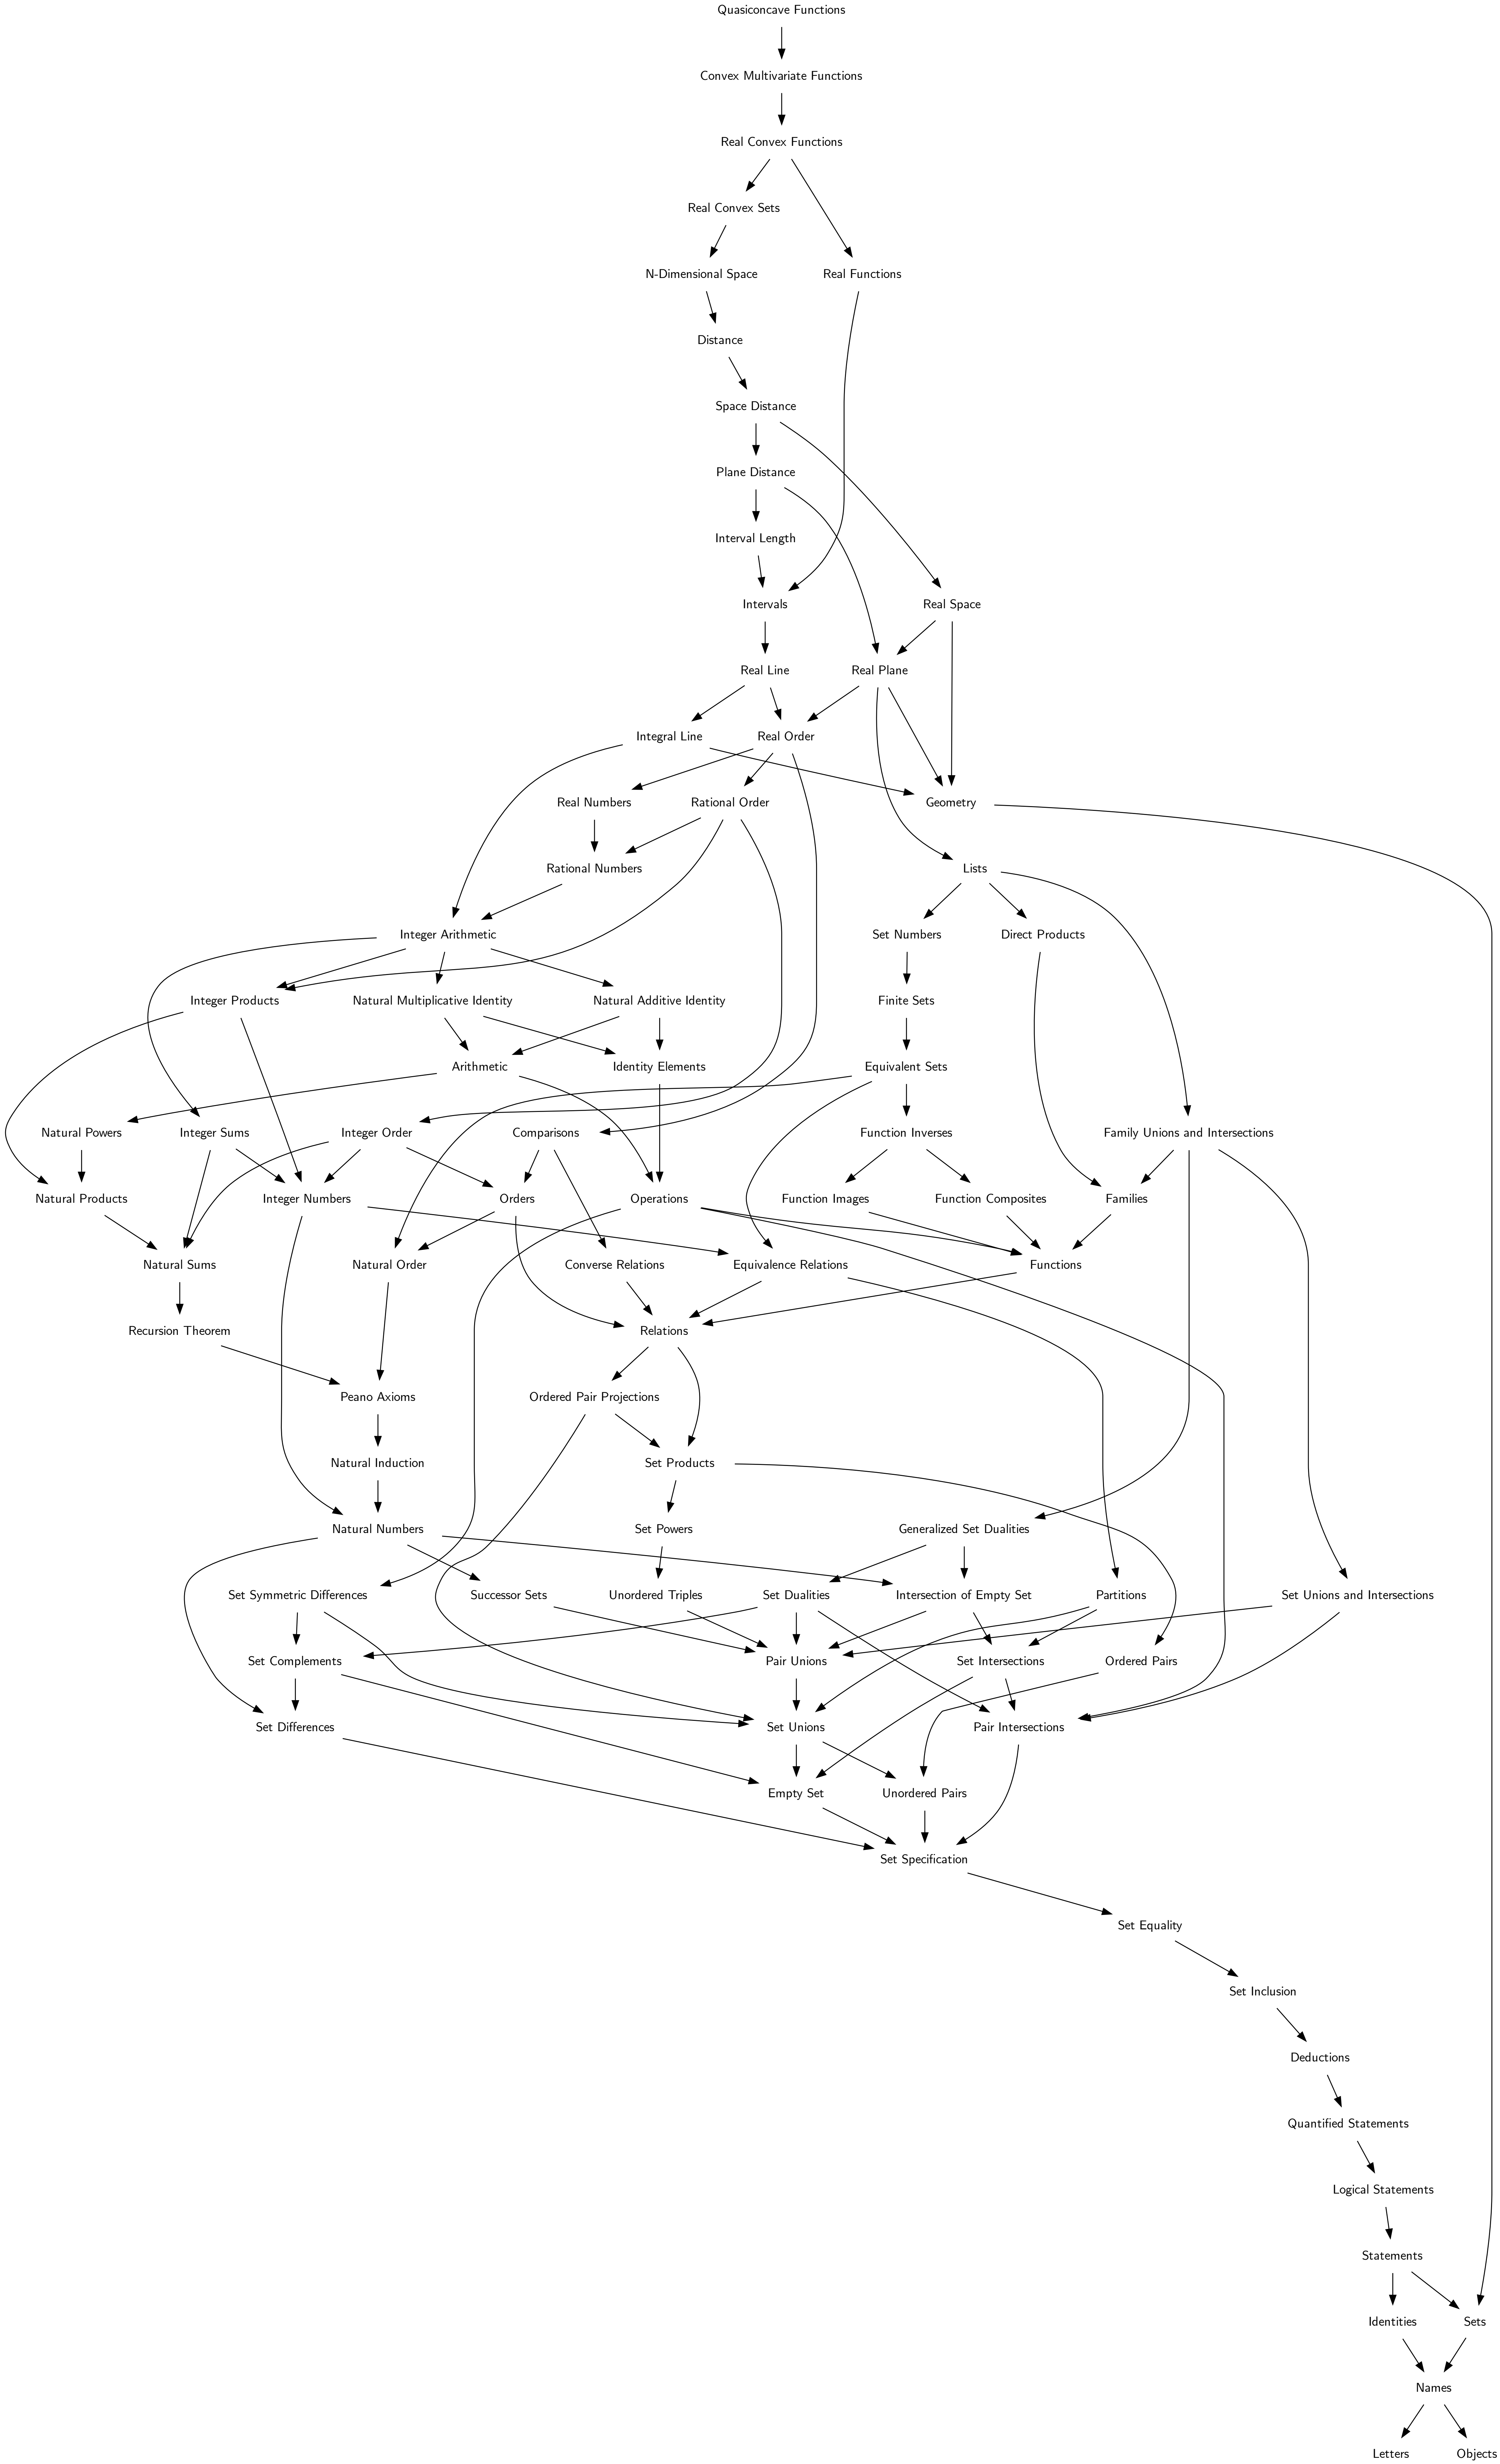 Quasiconcave Functions
Convex Multivariate Functions
Real Convex Functions
Real Convex Sets
N-Dimensional Space
Real Functions
Distance
Space Distance
Plane Distance
Interval Length
Intervals
Real Space
Real Line
Real Plane
Integral Line
Real Order
Real Numbers
Rational Order
Geometry
Rational Numbers
Lists
Integer Arithmetic
Set Numbers
Direct Products
Integer Products
Natural Multiplicative Identity
Natural Additive Identity
Finite Sets
Arithmetic
Identity Elements
Equivalent Sets
Natural Powers
Integer Sums
Integer Order
Comparisons
Function Inverses
Family Unions and Intersections
Natural Products
Integer Numbers
Orders
Operations
Function Images
Function Composites
Families
Natural Sums
Natural Order
Converse Relations
Equivalence Relations
Functions
Recursion Theorem
Relations
Peano Axioms
Ordered Pair Projections
Natural Induction
Set Products
Natural Numbers
Set Powers
Generalized Set Dualities
Set Symmetric Differences
Successor Sets
Unordered Triples
Set Dualities
Intersection of Empty Set
Partitions
Set Unions and Intersections
Set Complements
Pair Unions
Set Intersections
Ordered Pairs
Set Differences
Set Unions
Pair Intersections
Empty Set
Unordered Pairs
Set Specification
Set Equality
Set Inclusion
Deductions
Quantified Statements
Logical Statements
Statements
Identities
Sets
Names
Letters
Objects